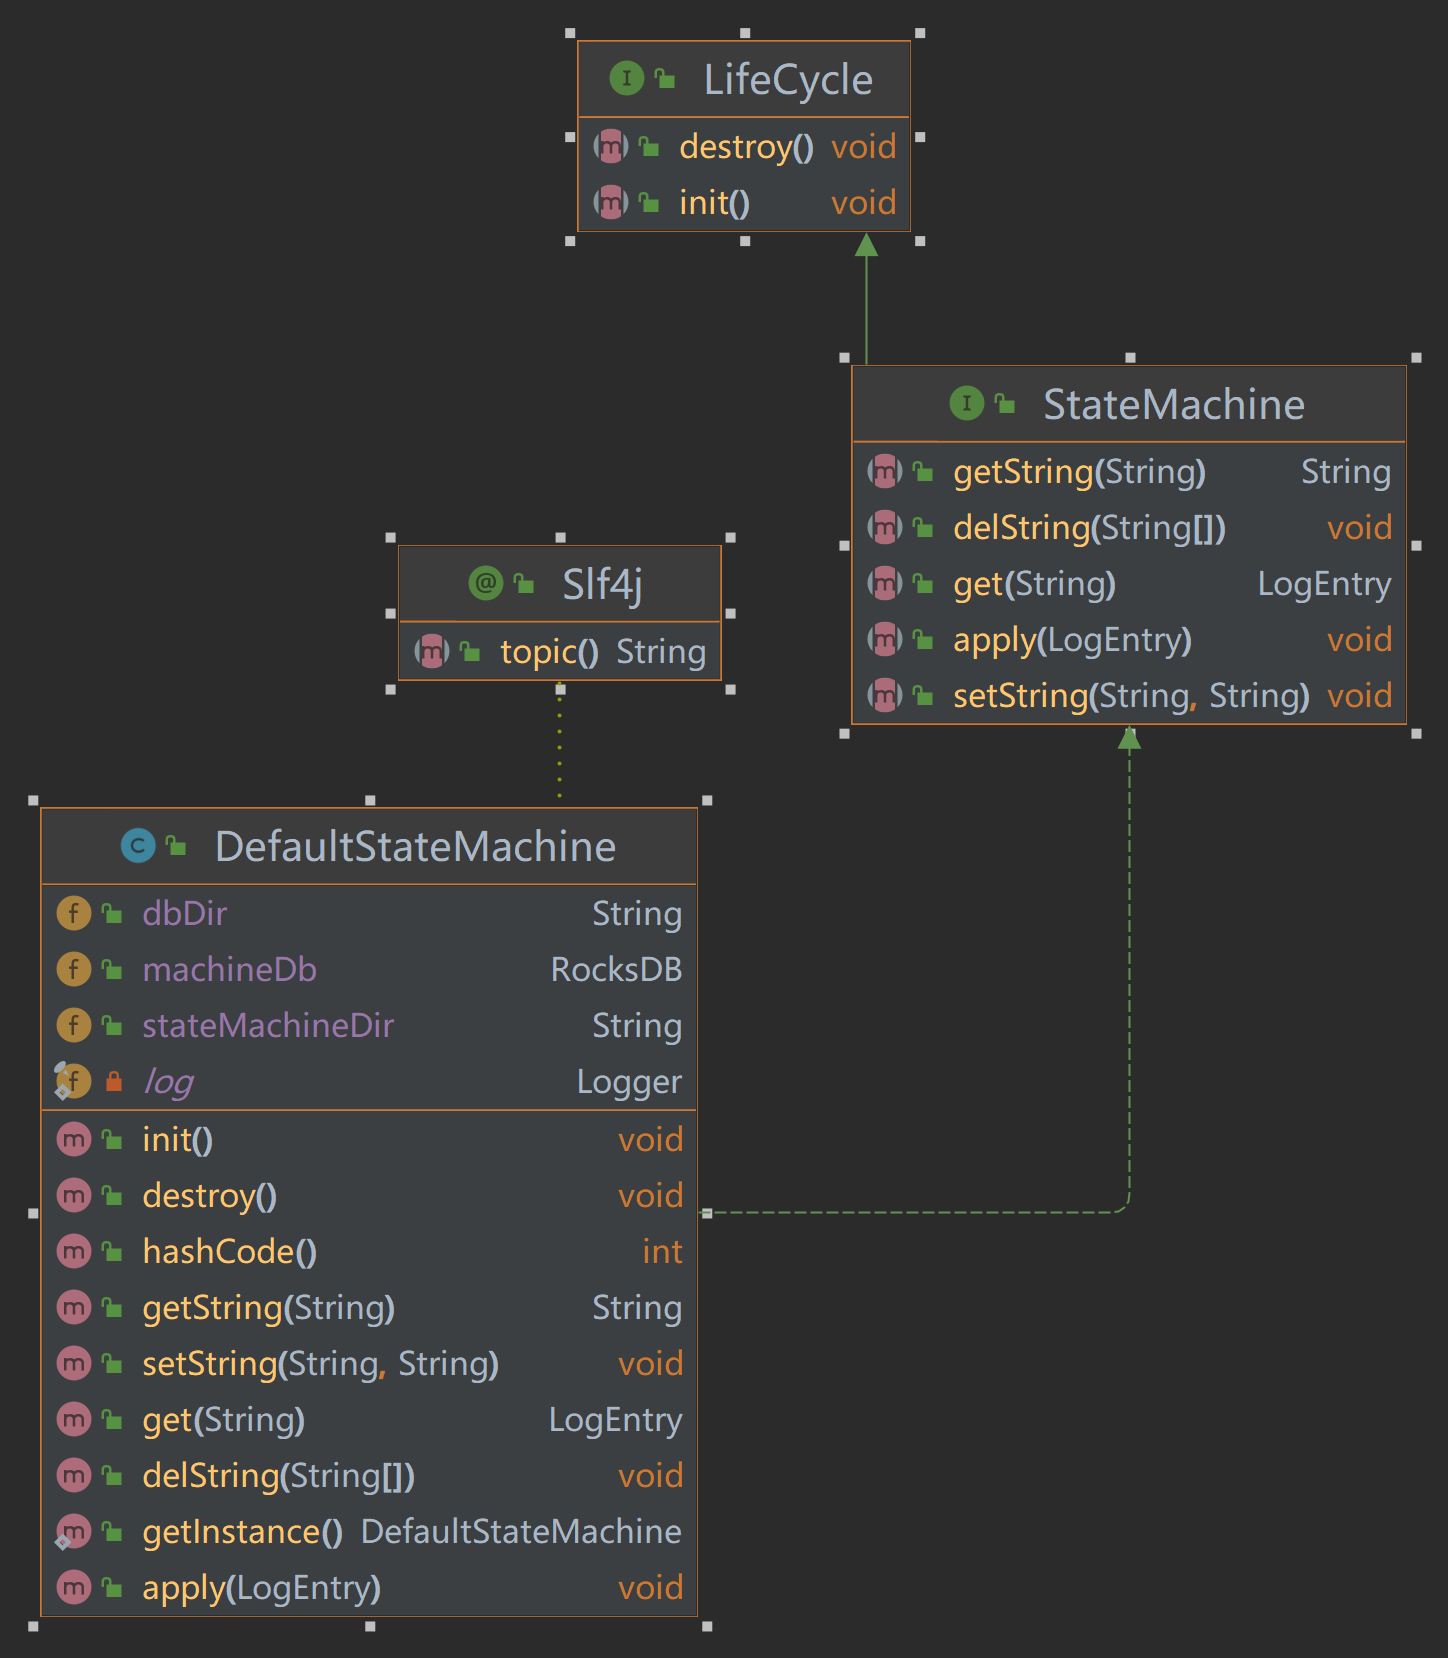 LifeCycle
destroy() void
init() void
StateMachine
getString(String) String
delString(String[]) void
get(String) LogEntry
apply(LogEntry) void
setString(String, String) void
Slf4j
topic() String
DefaultStateMachine
dbDir String
machineDb RocksDB
stateMachineDir String
log Logger
init() void
destroy() void
hashCode() int
getString(String) String
setString(String, String) void
get(String) LogEntry
delString(String[]) void
getInstance() DefaultStateMachine
apply(LogEntry) void